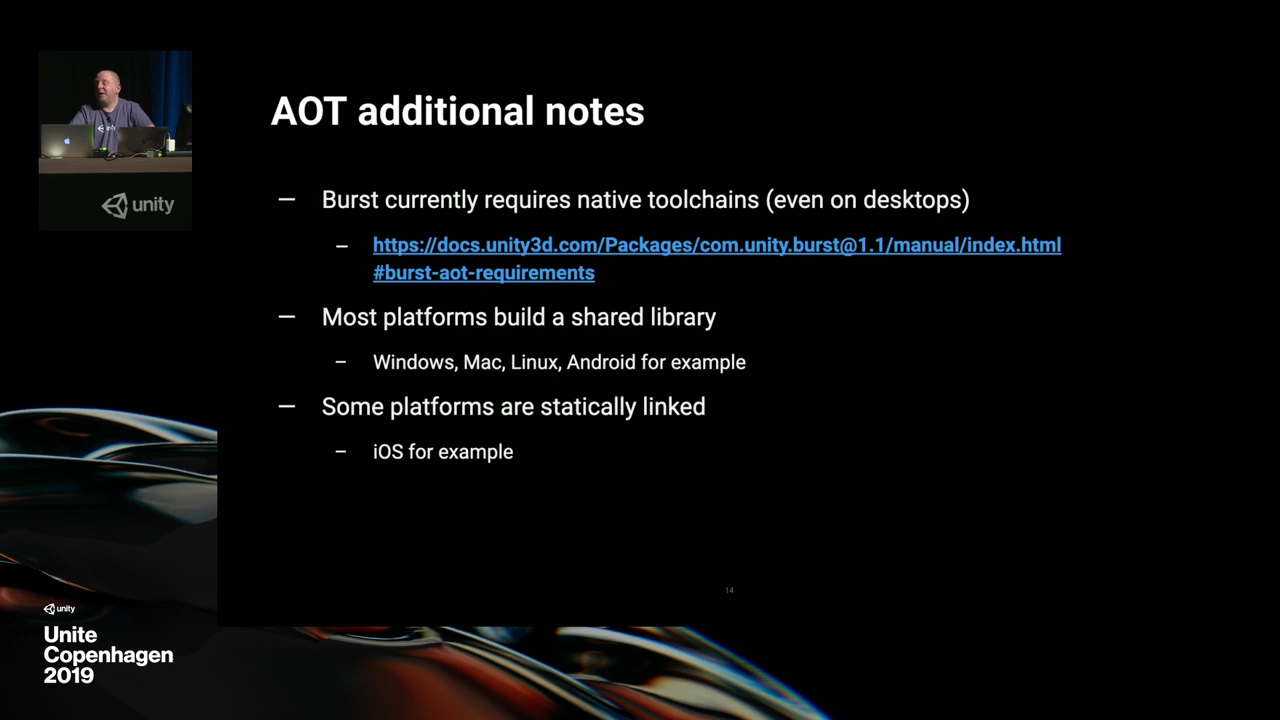 AOT additional notes
— Burst currently requires native toolchains (even on desktops)
– https://docs.unity3d.com/Packages/com.unity.burst@1.1/manual/index.html
#burst-aot-requirements
— Most platforms build a shared library
– Windows, Mac, Linux, Android for example
— Some platforms are statically linked
– iOS for example
14
unity
unity
Unite
Copenhagen
2019